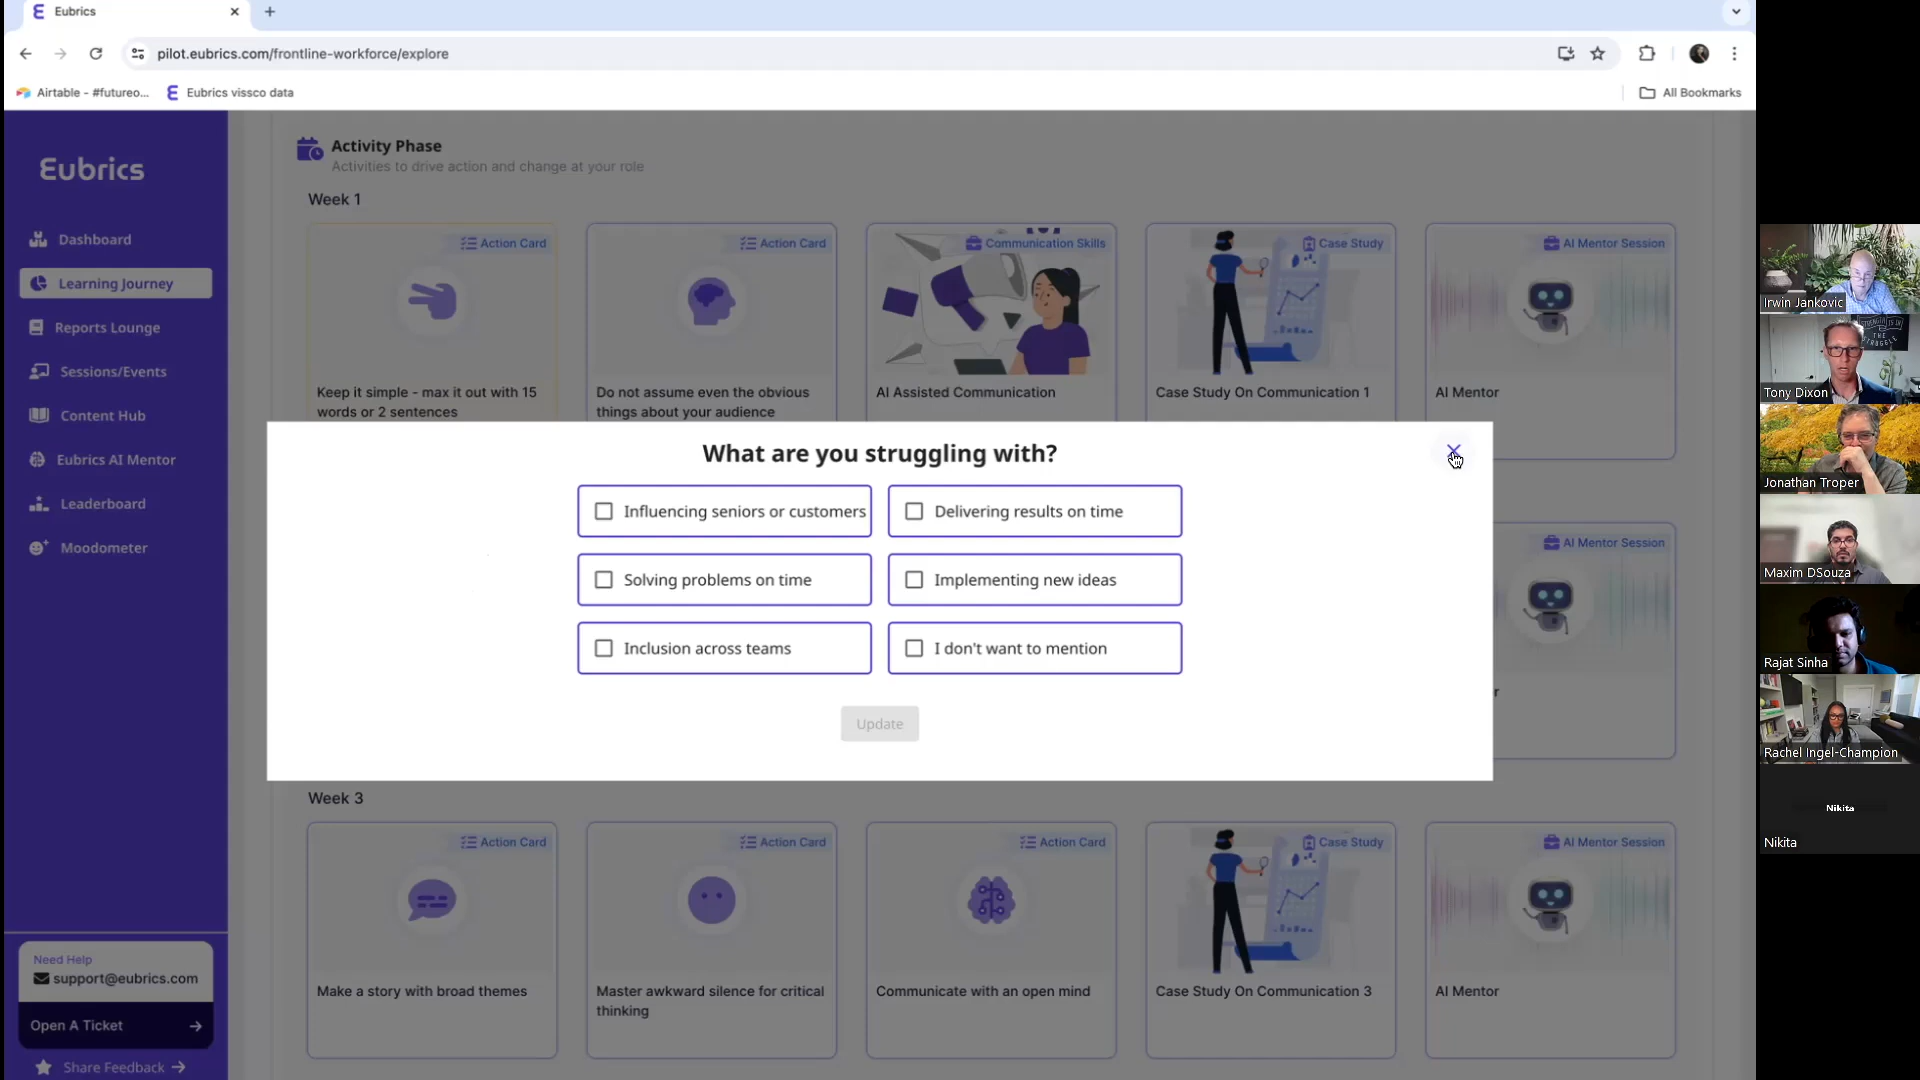 Eubrics
pilot.eubrics.com/frontline-workforce/explore
Airtable - #futureo...
Eubrics vissco data
All Bookmarks
Eubrics
Dashboard
Learning Journey
Reports Lounge
Sessions/Events
Content Hub
Eubrics AI Mentor
Leaderboard
Moodometer
Need Help
support@eubrics.com
Open A Ticket
Share Feedback
Activity Phase
Activities to drive action and change at your role
Week 1
Action Card
Keep it simple - max it out with 15
words or 2 sentences
Action Card
Do not assume even the obvious
things about your audience
Communication Skills
AI Assisted Communication
Case Study
Case Study On Communication 1
AI Mentor Session
AI Mentor
What are you struggling with?
Influencing seniors or customers
Delivering results on time
Solving problems on time
Implementing new ideas
Inclusion across teams
I don't want to mention
Update
AI Mentor Session
r
Week 3
Action Card
Make a story with broad themes
Action Card
Master awkward silence for critical
thinking
Action Card
Communicate with an open mind
Case Study
Case Study On Communication 3
AI Mentor Session
AI Mentor
Irwin Jankovic
STRENGTH IS IN
THE
STRUGGLE
Tony Dixon
Jonathan Troper
Maxim DSouza
Rajat Sinha
Rachel Ingel-Champion
Nikita
Nikita